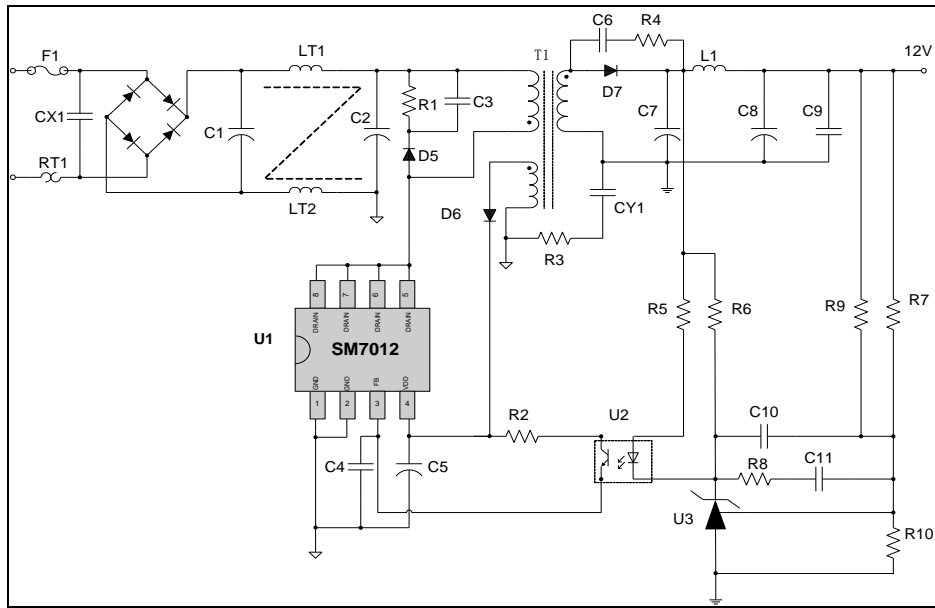 C6
R4
F1
LT1
T1
L1
12V
D7
CX1
C1
C2
R1
C3
C7
C8
C9
RT1
D5
LT2
D6
CY1
R3
8
7
6
5
DRAIN
DRAIN
DRAIN
DRAIN
R5
R6
R9
R7
U1
SM7012
GND
GND
FB
VDD
1
2
3
4
R2
U2
C10
C4
C5
R8
C11
U3
R10